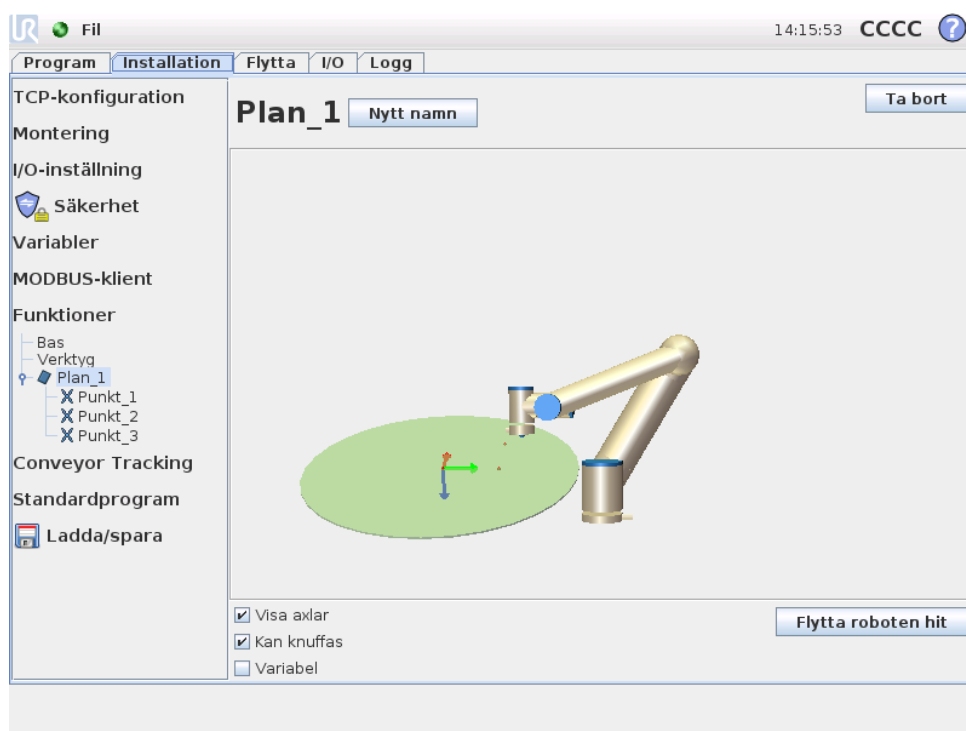 UR Fil 14:15:53 CCCC ?
Program Installation Flytta I/O Logg
TCP-konfiguration
Montering
I/O-inställning
Säkerhet
Variabler
MODBUS-klient
Funktioner
Bas
Verktyg
Plan_1
Punkt_1
Punkt_2
Punkt_3
Conveyor Tracking
Standardprogram
Ladda/spara
Plan_1 Nytt namn Ta bort
Visa axlar
Kan knuffas
Variabel
Flytta roboten hit